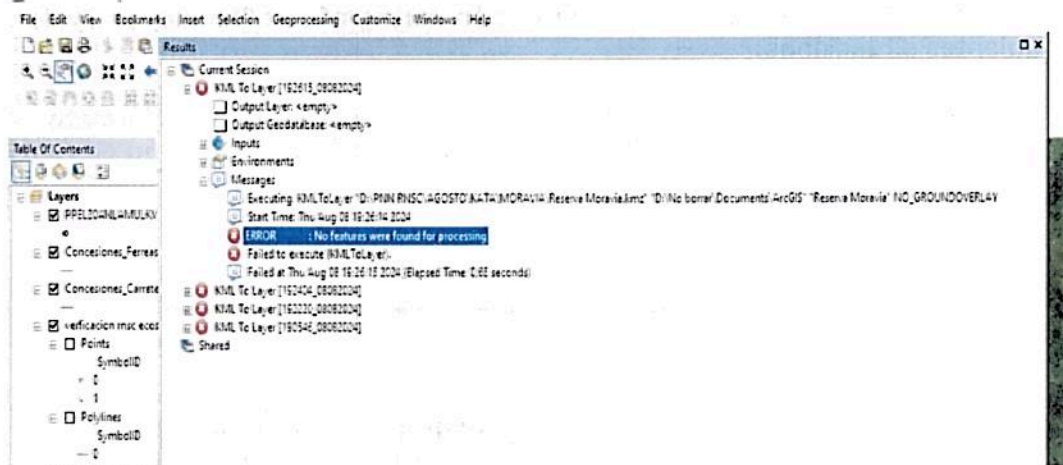 File Edit View Bookmarks Insert Selection Geoprocessing Customize Windows Help
Results
Current Session
KML To Layer [192613_08082024]
Output Layer: <empty>
Output Geodatabase: <empty>
Inputs
Environments
Messages
Executing: KMLToLayer "D:\PNN RNSC\AGOSTO\KATA\MORAVIA\Reserva Moravia.kmz" "D:\No borrar\Documents\ArcGIS" "Reserva Moravia" NO_GROUNDOVERLAY
Start Time: Thu Aug 08 19:26:14 2024
ERROR : No features were found for processing
Failed to execute (KMLToLayer).
Failed at Thu Aug 08 19:26:15 2024 (Elapsed Time: 0,65 seconds)
KML To Layer [192404_08082024]
KML To Layer [192220_08082024]
KML To Layer [190546_08082024]
Shared
Table Of Contents
Layers
Concesiones_Ferreas
Concesiones_Carrete
verificacion rnsc ecos
Points
SymbolID
0
1
Polylines
SymbolID
0